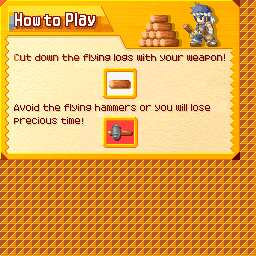 How to Play
Cut down the flying logs with your weapon!
Avoid the flying hammers or you will lose
precious time!